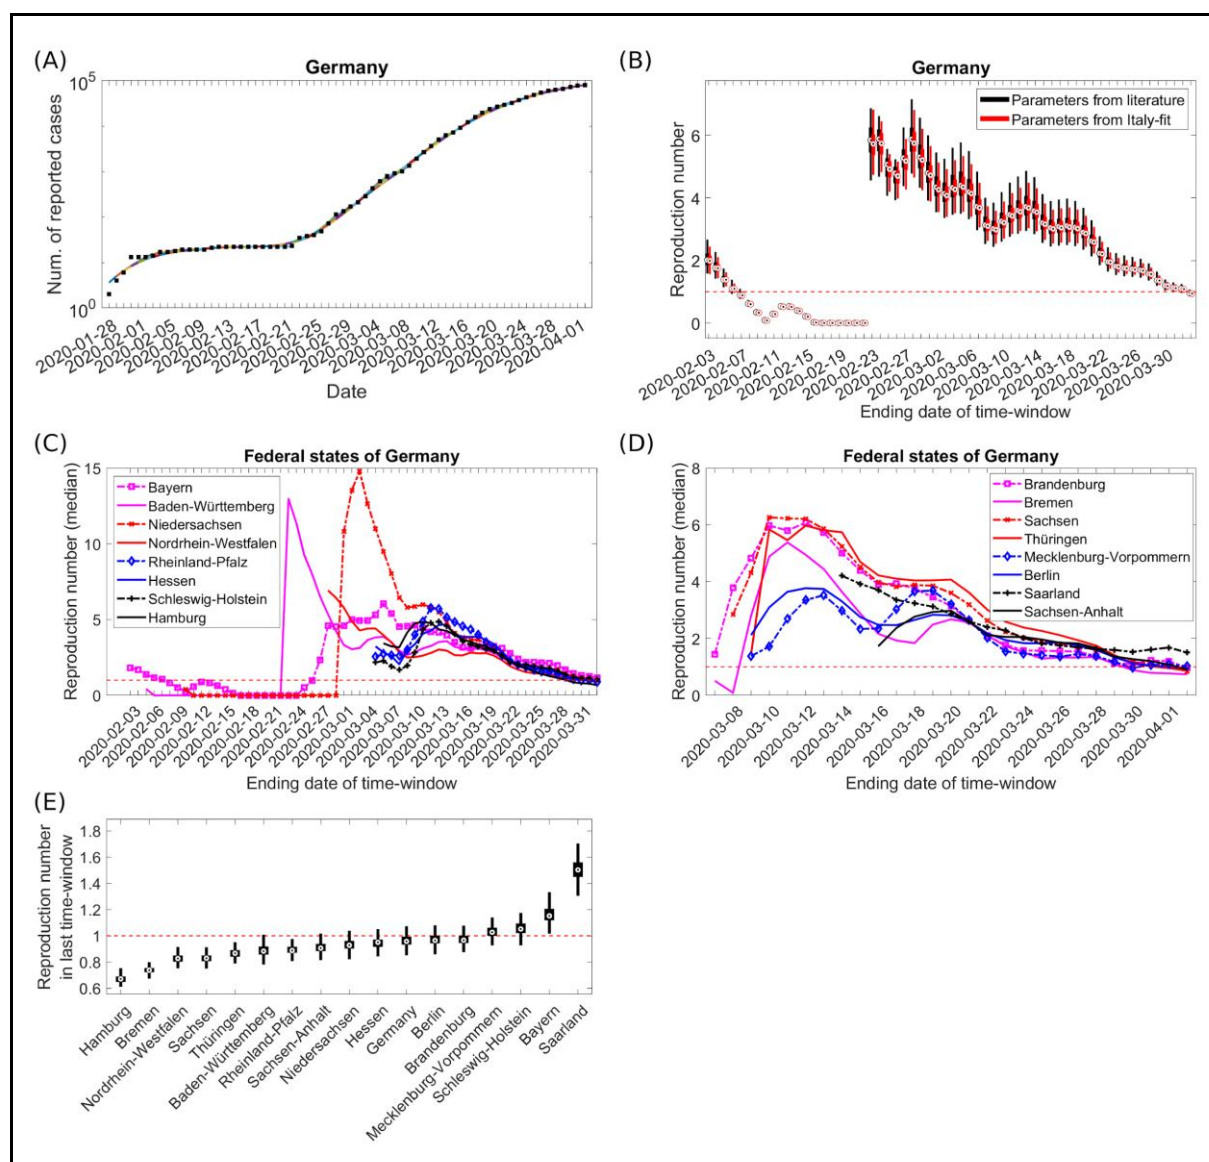 (A)
Germany
Num. of reported cases
10^5
10^0
2020-01-28
2020-02-01
2020-02-05
2020-02-09
2020-02-13
2020-02-17
2020-02-21
2020-02-25
2020-02-29
2020-03-04
2020-03-08
2020-03-12
2020-03-16
2020-03-20
2020-03-24
2020-03-28
2020-04-01
Date
(B)
Germany
Parameters from literature
Parameters from Italy-fit
Reproduction number
6
4
2
0
2020-02-03
2020-02-07
2020-02-11
2020-02-15
2020-02-19
2020-02-23
2020-02-27
2020-03-02
2020-03-06
2020-03-10
2020-03-14
2020-03-18
2020-03-22
2020-03-26
2020-03-30
Ending date of time-window
(C)
Federal states of Germany
Reproduction number (median)
15
10
5
0
Bayern
Baden-Württemberg
Niedersachsen
Nordrhein-Westfalen
Rheinland-Pfalz
Hessen
Schleswig-Holstein
Hamburg
2020-02-03
2020-02-06
2020-02-09
2020-02-12
2020-02-15
2020-02-18
2020-02-21
2020-02-24
2020-02-27
2020-03-01
2020-03-04
2020-03-07
2020-03-10
2020-03-13
2020-03-16
2020-03-19
2020-03-22
2020-03-25
2020-03-28
2020-03-31
Ending date of time-window
(D)
Federal states of Germany
Reproduction number (median)
8
6
4
2
0
Brandenburg
Bremen
Sachsen
Thüringen
Mecklenburg-Vorpommern
Berlin
Saarland
Sachsen-Anhalt
2020-03-08
2020-03-10
2020-03-12
2020-03-14
2020-03-16
2020-03-18
2020-03-20
2020-03-22
2020-03-24
2020-03-26
2020-03-28
2020-03-30
2020-04-01
Ending date of time-window
(E)
Reproduction number
in last time-window
1.8
1.6
1.4
1.2
1
0.8
0.6
Hamburg
Bremen
Nordrhein-Westfalen
Sachsen
Thüringen
Baden-Württemberg
Rheinland-Pfalz
Sachsen-Anhalt
Niedersachsen
Hessen
Germany
Berlin
Brandenburg
Mecklenburg-Vorpommern
Schleswig-Holstein
Bayern
Saarland